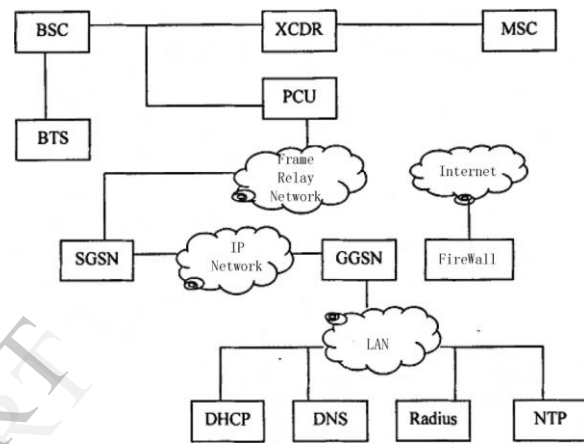 BSC
XCDR
MSC
PCU
BTS
Frame
Relay
Network
Internet
SGSN
IP
Network
GGSN
FireWall
LAN
DHCP
DNS
Radius
NTP